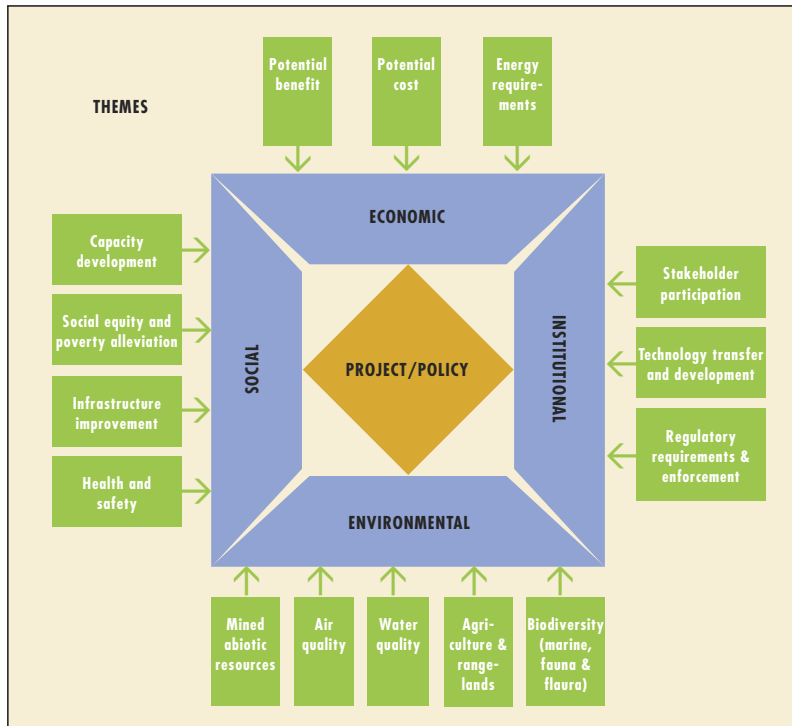 Potential
benefit
Potential
cost
Energy
require-
ments
THEMES
ECONOMIC
Capacity
development
Social equity and
poverty alleviation
Infrastructure
improvement
Health and
safety
SOCIAL
PROJECT/POLICY
INSTITUTIONAL
Stakeholder
participation
Technology transfer
and development
Regulatory
requirements &
enforcement
ENVIRONMENTAL
Mined
abiotic
resources
Air
quality
Water
quality
Agri-
culture &
range-
lands
Biodiversity
(marine,
fauna &
flaura)